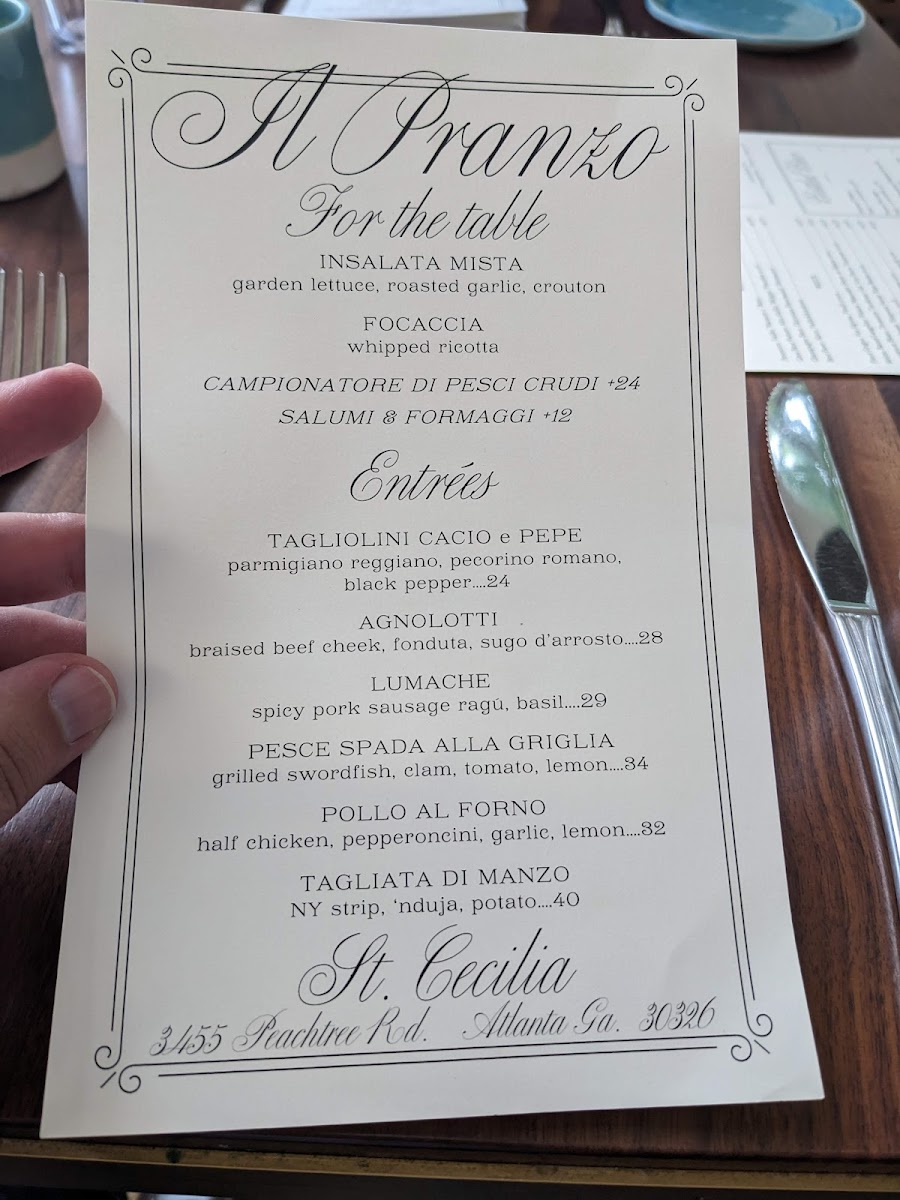 Il Pranzo
For the table
INSALATA MISTA
garden lettuce, roasted garlic, crouton
FOCACCIA
whipped ricotta
CAMPIONATORE DI PESCI CRUDI +24
SALUMI & FORMAGGI +12
Entrées
TAGLIOLINI CACIO e PEPE
parmigiano reggiano, pecorino romano,
black pepper....24
AGNOLOTTI
braised beef cheek, fonduta, sugo d'arrosto....28
LUMACHE
spicy pork sausage ragú, basil....29
PESCE SPADA ALLA GRIGLIA
grilled swordfish, clam, tomato, lemon....34
POLLO AL FORNO
half chicken, pepperoncini, garlic, lemon....32
TAGLIATA DI MANZO
NY strip, ‘nduja, potato....40
St. Cecilia
3455 Peachtree Rd. Atlanta Ga. 30326